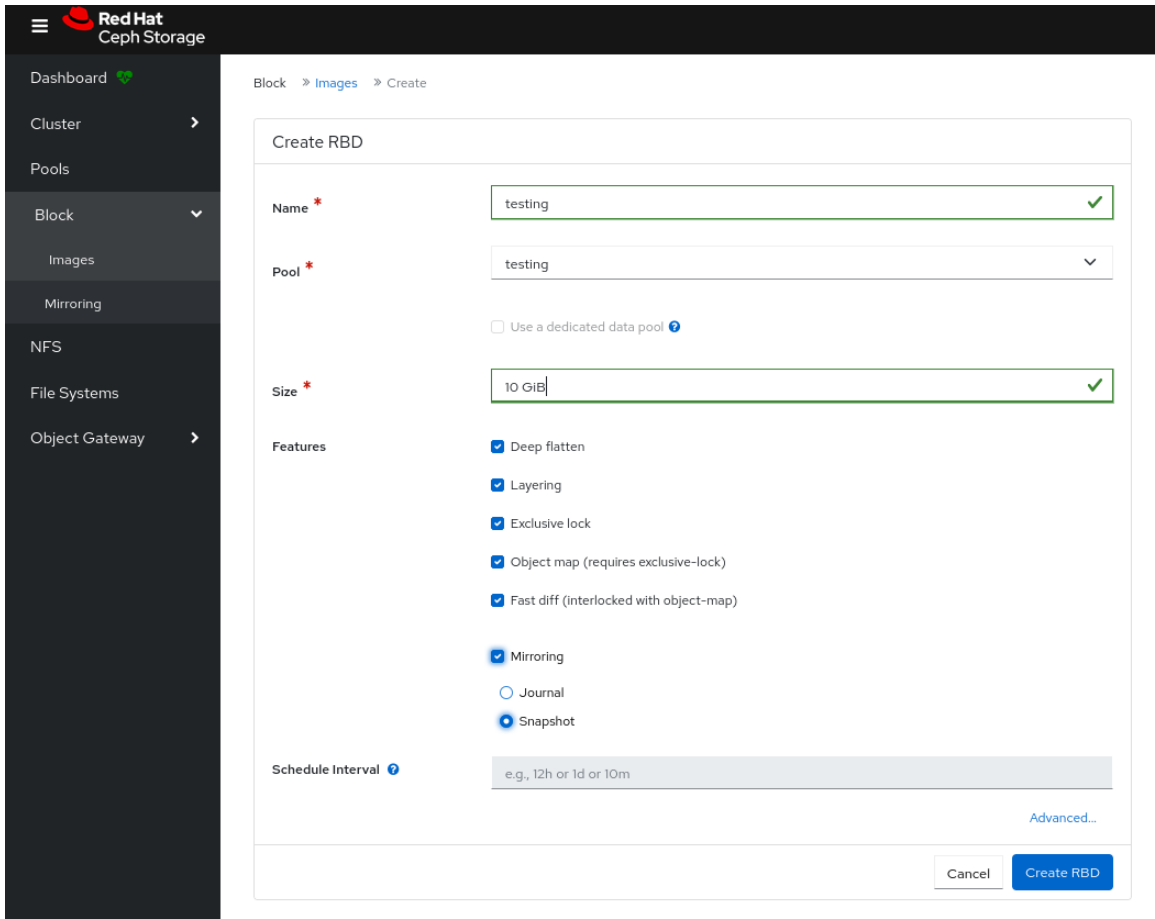 Red Hat
Ceph Storage
Dashboard
Cluster
Pools
Block
Images
Mirroring
NFS
File Systems
Object Gateway
Block » Images » Create
Create RBD
Name *
testing
Pool *
testing
Use a dedicated data pool
Size *
10 GiB
Features
Deep flatten
Layering
Exclusive lock
Object map (requires exclusive-lock)
Fast diff (interlocked with object-map)
Mirroring
Journal
Snapshot
Schedule Interval
e.g., 12h or 1d or 10m
Advanced...
Cancel
Create RBD